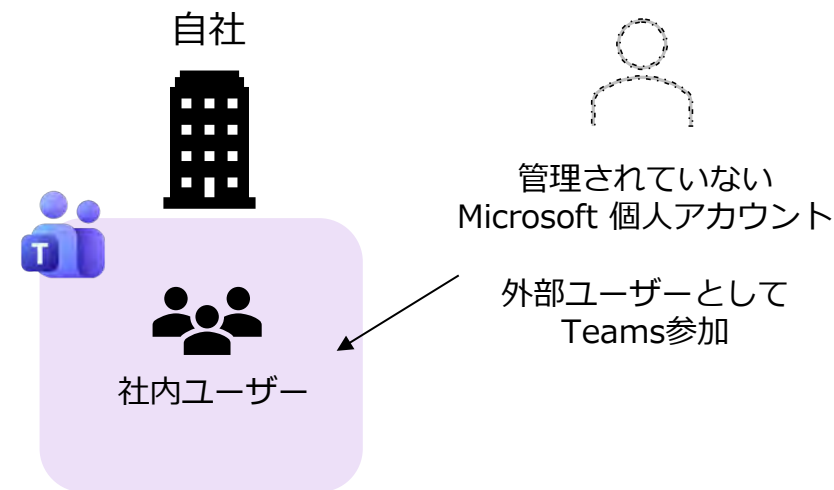 自社
管理されていない
Microsoft 個人アカウント
外部ユーザーとして
Teams参加
T
社内ユーザー